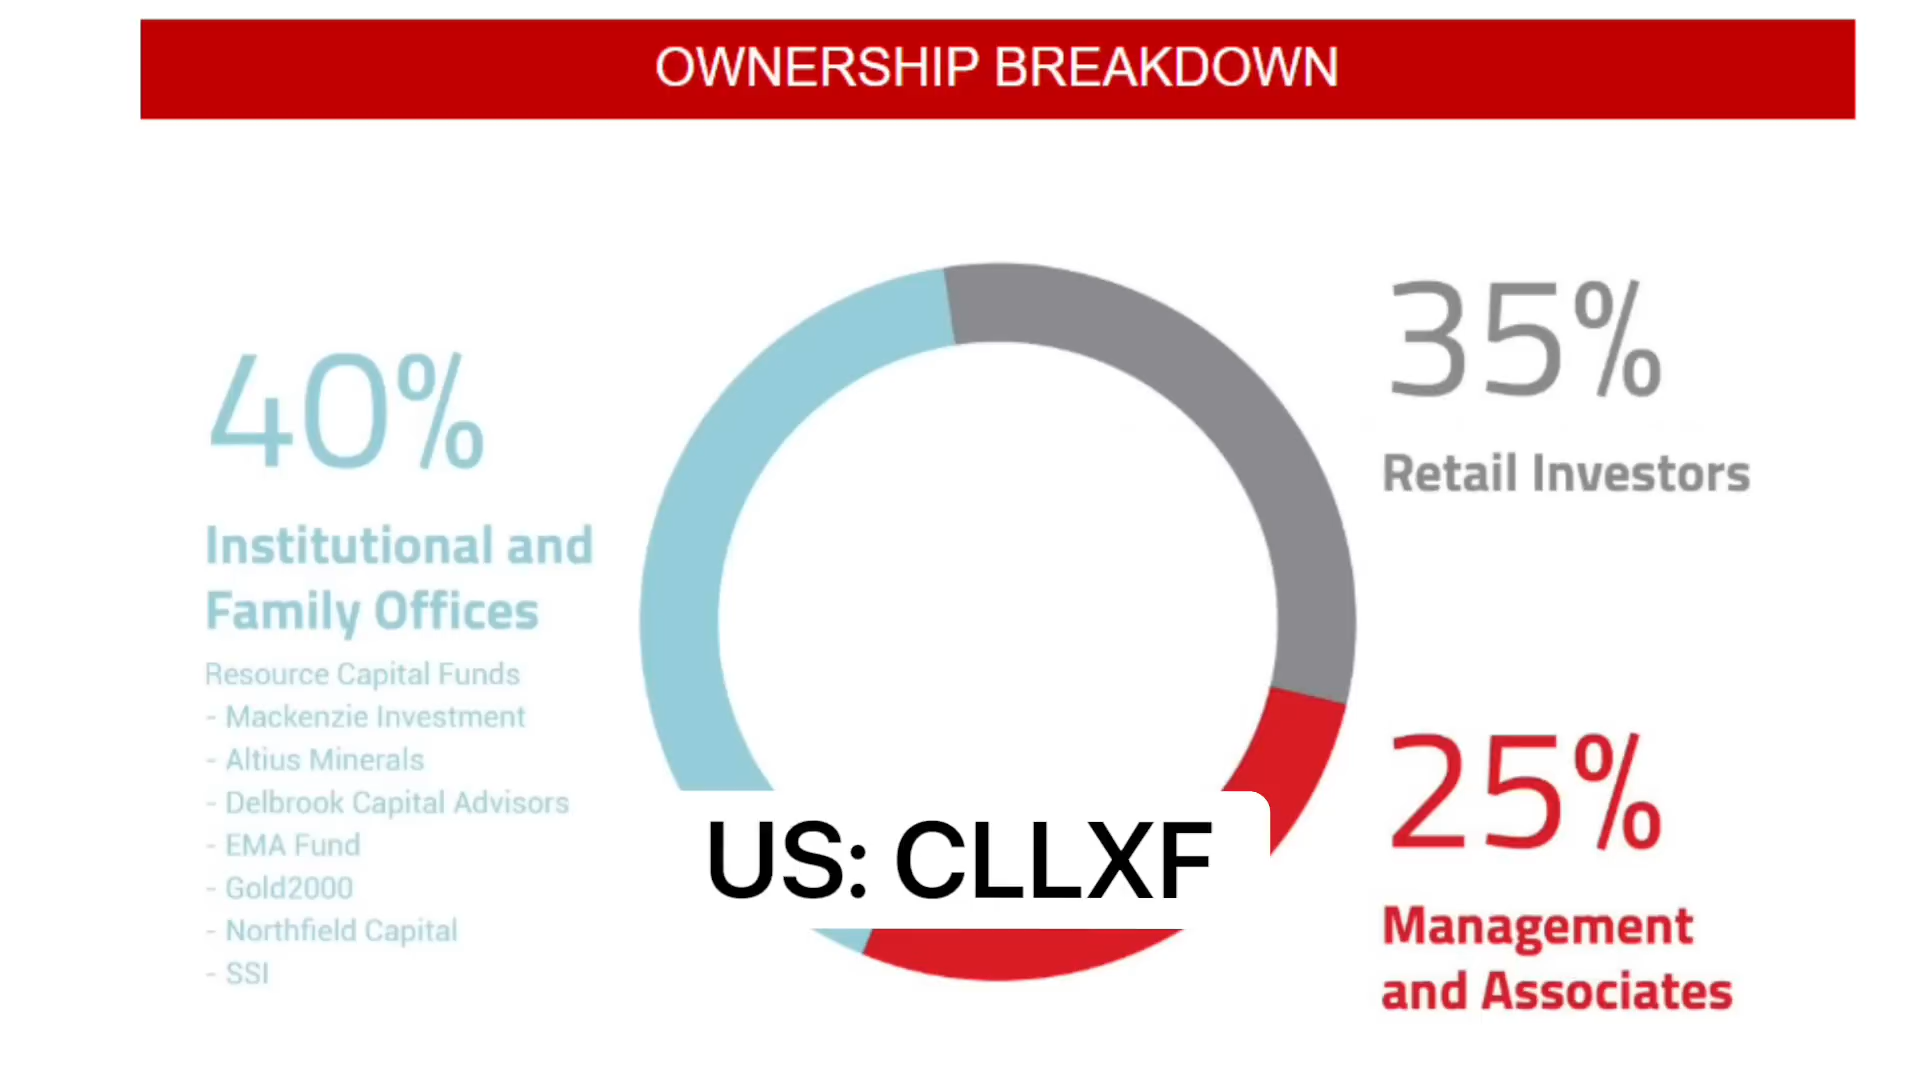 OWNERSHIP BREAKDOWN
40%
Institutional and
Family Offices
Resource Capital Funds
- Mackenzie Investment
- Altius Minerals
- Delbrook Capital Advisors
- EMA Fund
- Gold2000
- Northfield Capital
- SSI
35%
Retail Investors
25%
Management
and Associates
US: CLLXF